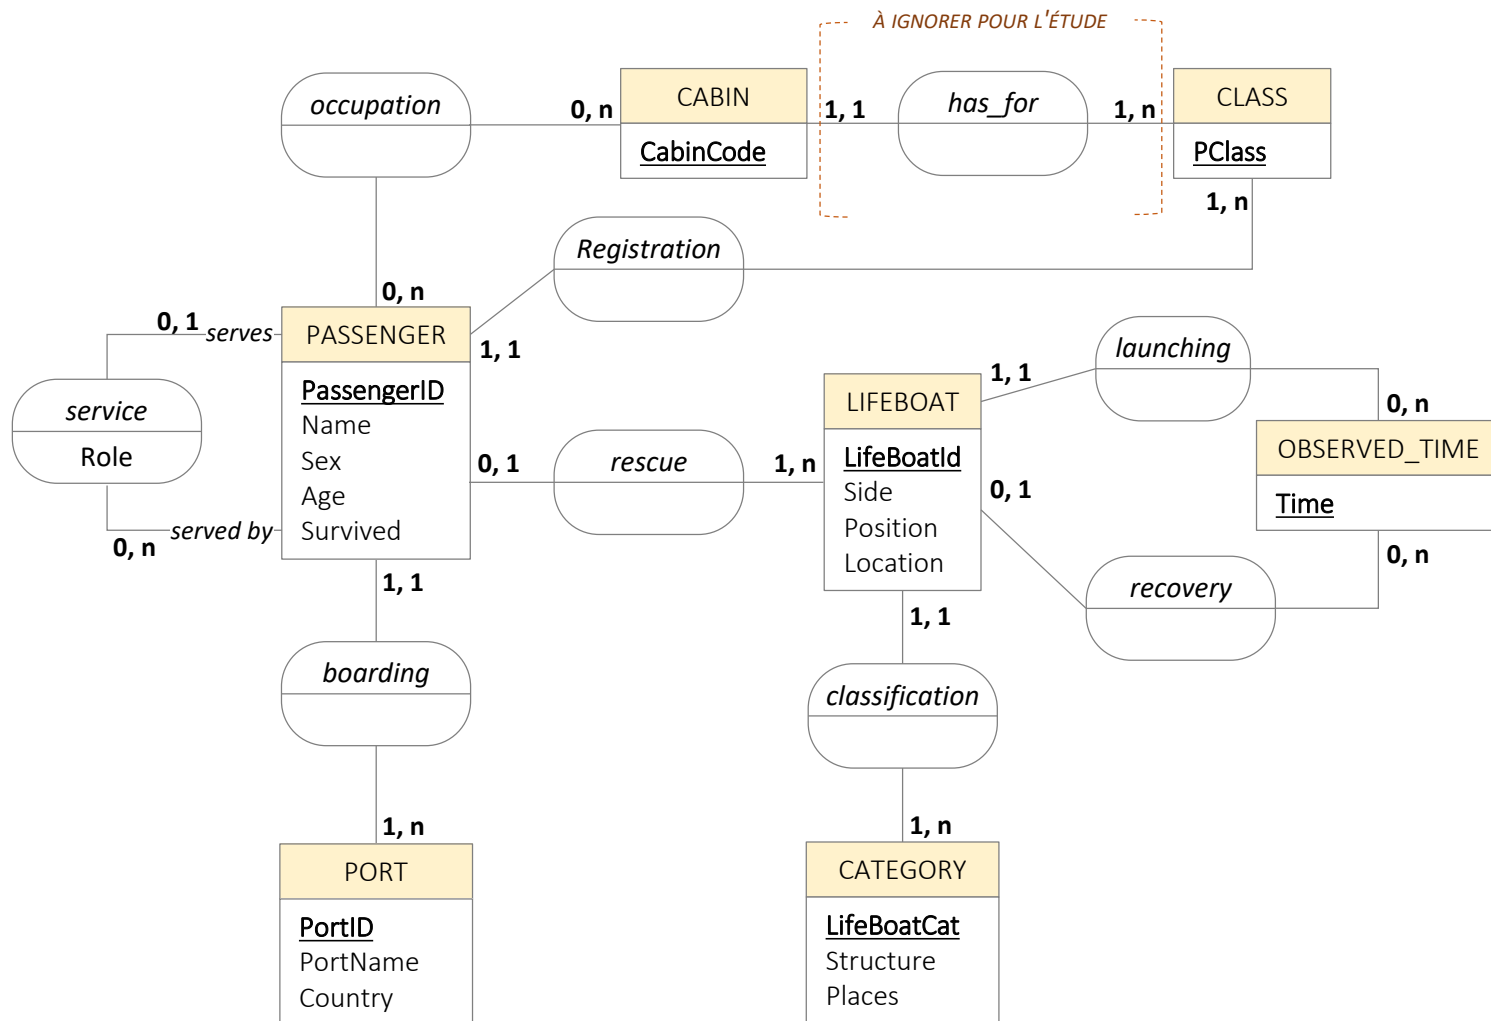 À IGNORER POUR L'ÉTUDE
occupation
0, n
CABIN
CabinCode
1, 1
has_for
1, n
CLASS
PClass
1, n
Registration
0, n
0, 1
serves
PASSENGER
1, 1
PassengerID
Name
Sex
Age
Survived
service
Role
served by
0, n
0, 1
rescue
1, n
LIFEBOAT
LifeBoatId
Side
Position
Location
1, 1
launching
0, n
OBSERVED_TIME
Time
0, n
0, 1
recovery
1, 1
boarding
1, n
PORT
PortID
PortName
Country
1, 1
classification
1, n
CATEGORY
LifeBoatCat
Structure
Places